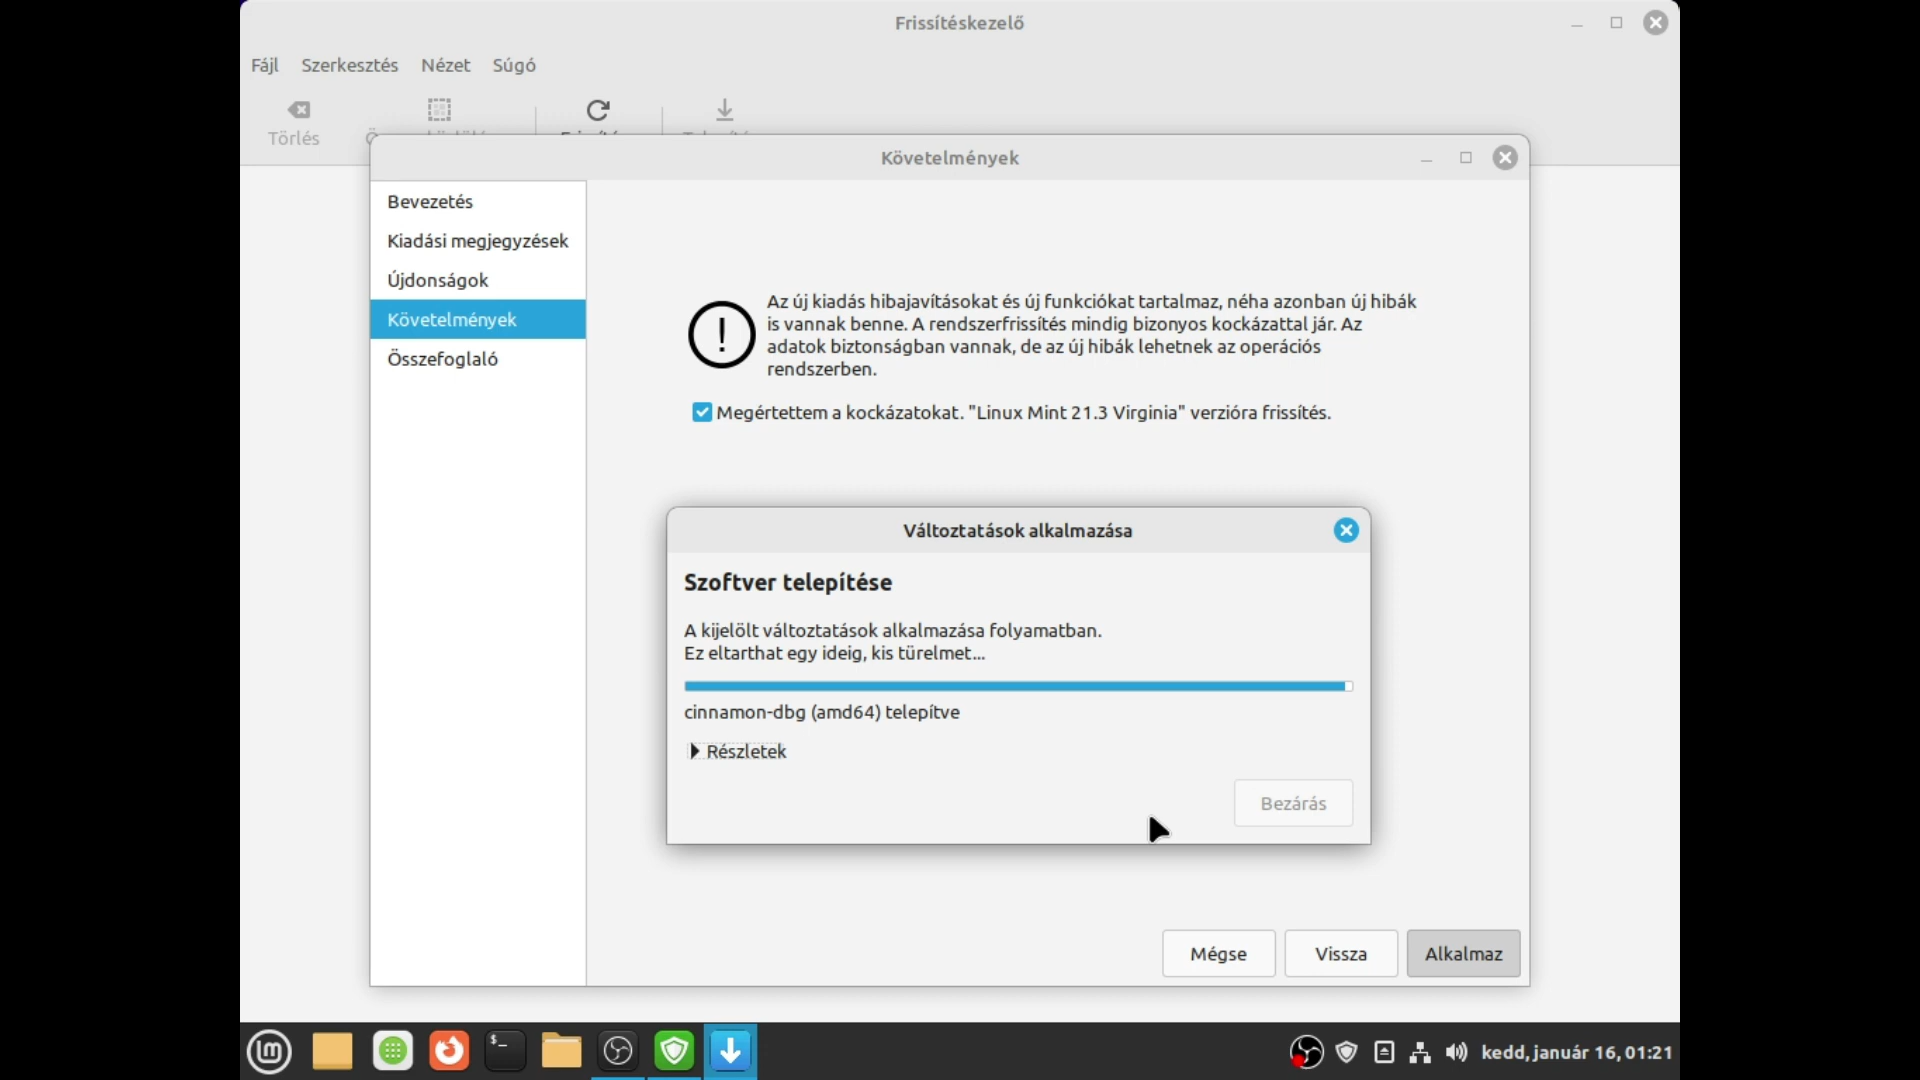 Frissítéskezelő
Fájl Szerkesztés Nézet Súgó
Törlés
Követelmények
Bevezetés
Kiadási megjegyzések
Újdonságok
Követelmények
Összefoglaló
Az új kiadás hibajavításokat és új funkciókat tartalmaz, néha azonban új hibák
is vannak benne. A rendszerfrissítés mindig bizonyos kockázattal jár. Az
adatok biztonságban vannak, de az új hibák lehetnek az operációs
rendszerben.
Megértettem a kockázatokat. "Linux Mint 21.3 Virginia" verzióra frissítés.
Változtatások alkalmazása
Szoftver telepítése
A kijelölt változtatások alkalmazása folyamatban.
Ez eltarthat egy ideig, kis türelmet...
cinnamon-dbg (amd64) telepítve
Részletek
Bezárás
Mégse Vissza Alkalmaz
kedd, január 16, 01:21